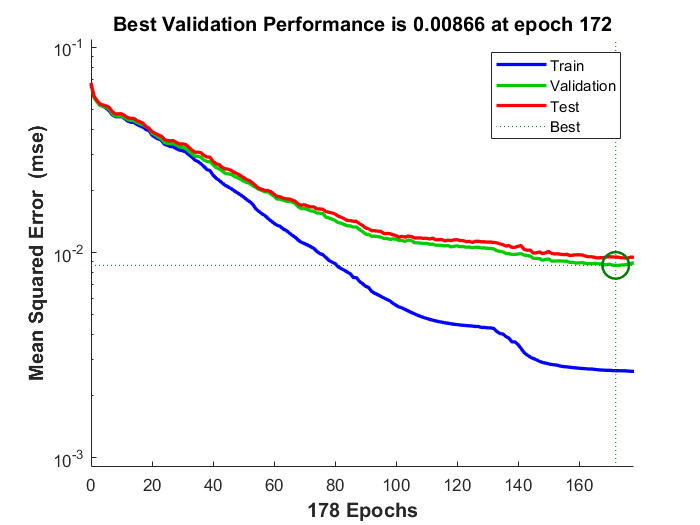 Best Validation Performance is 0.00866 at epoch 172
Mean Squared Error (mse)
10^-1
10^-2
10^-3
Train
Validation
Test
Best
0 20 40 60 80 100 120 140 160
178 Epochs